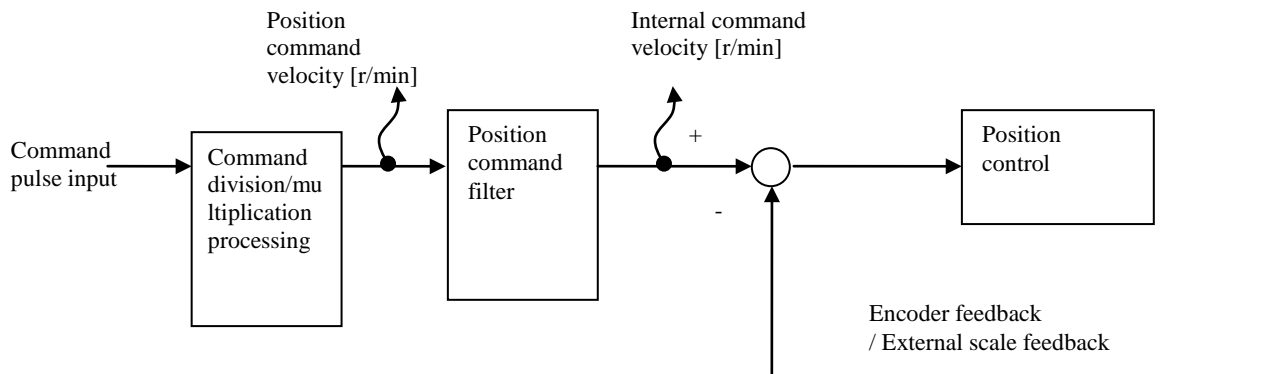 Position
command
velocity [r/min]
Internal command
velocity [r/min]
Command
pulse input
Command
division/mu
ltiplication
processing
Position
command
filter
+
-
Position
control
Encoder feedback
/ External scale feedback